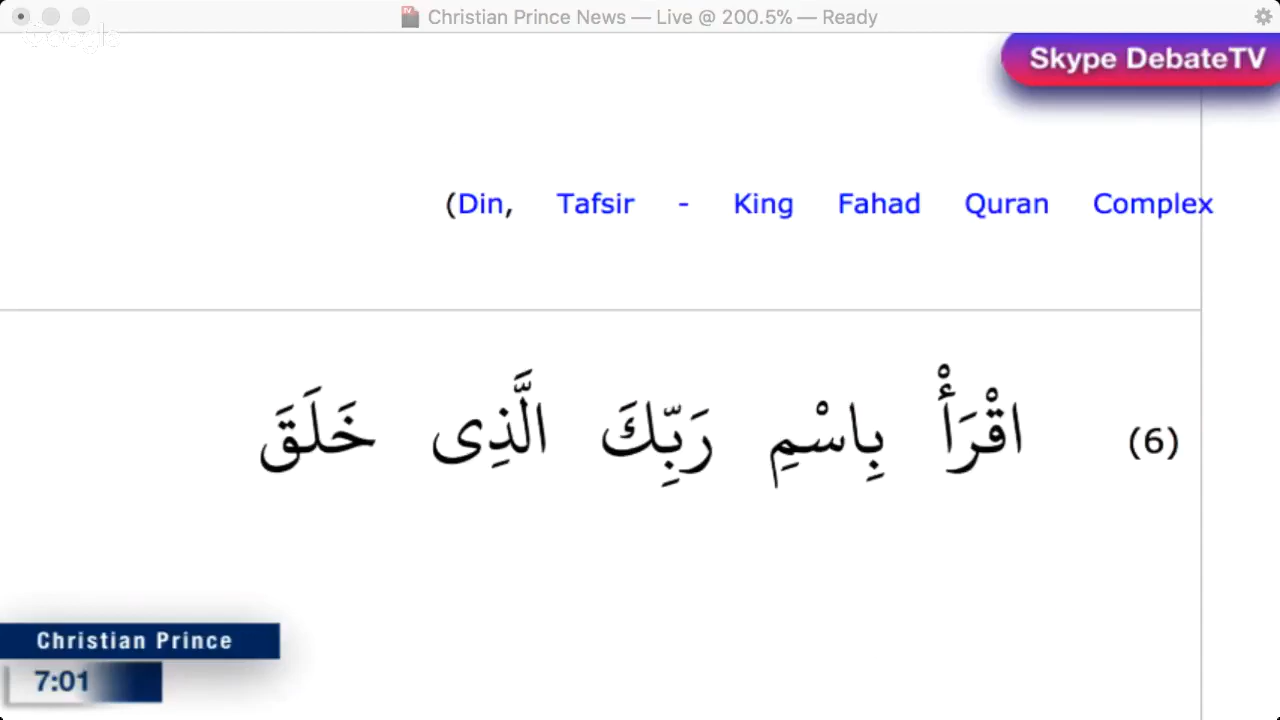 Christian Prince News — Live @ 200.5% — Ready
Google
Skype DebateTV
(Din, Tafsir - King Fahad Quran Complex
(6) اقْرَأْ بِاسْمِ رَبِّكَ الَّذِى خَلَقَ
Christian Prince
7:01